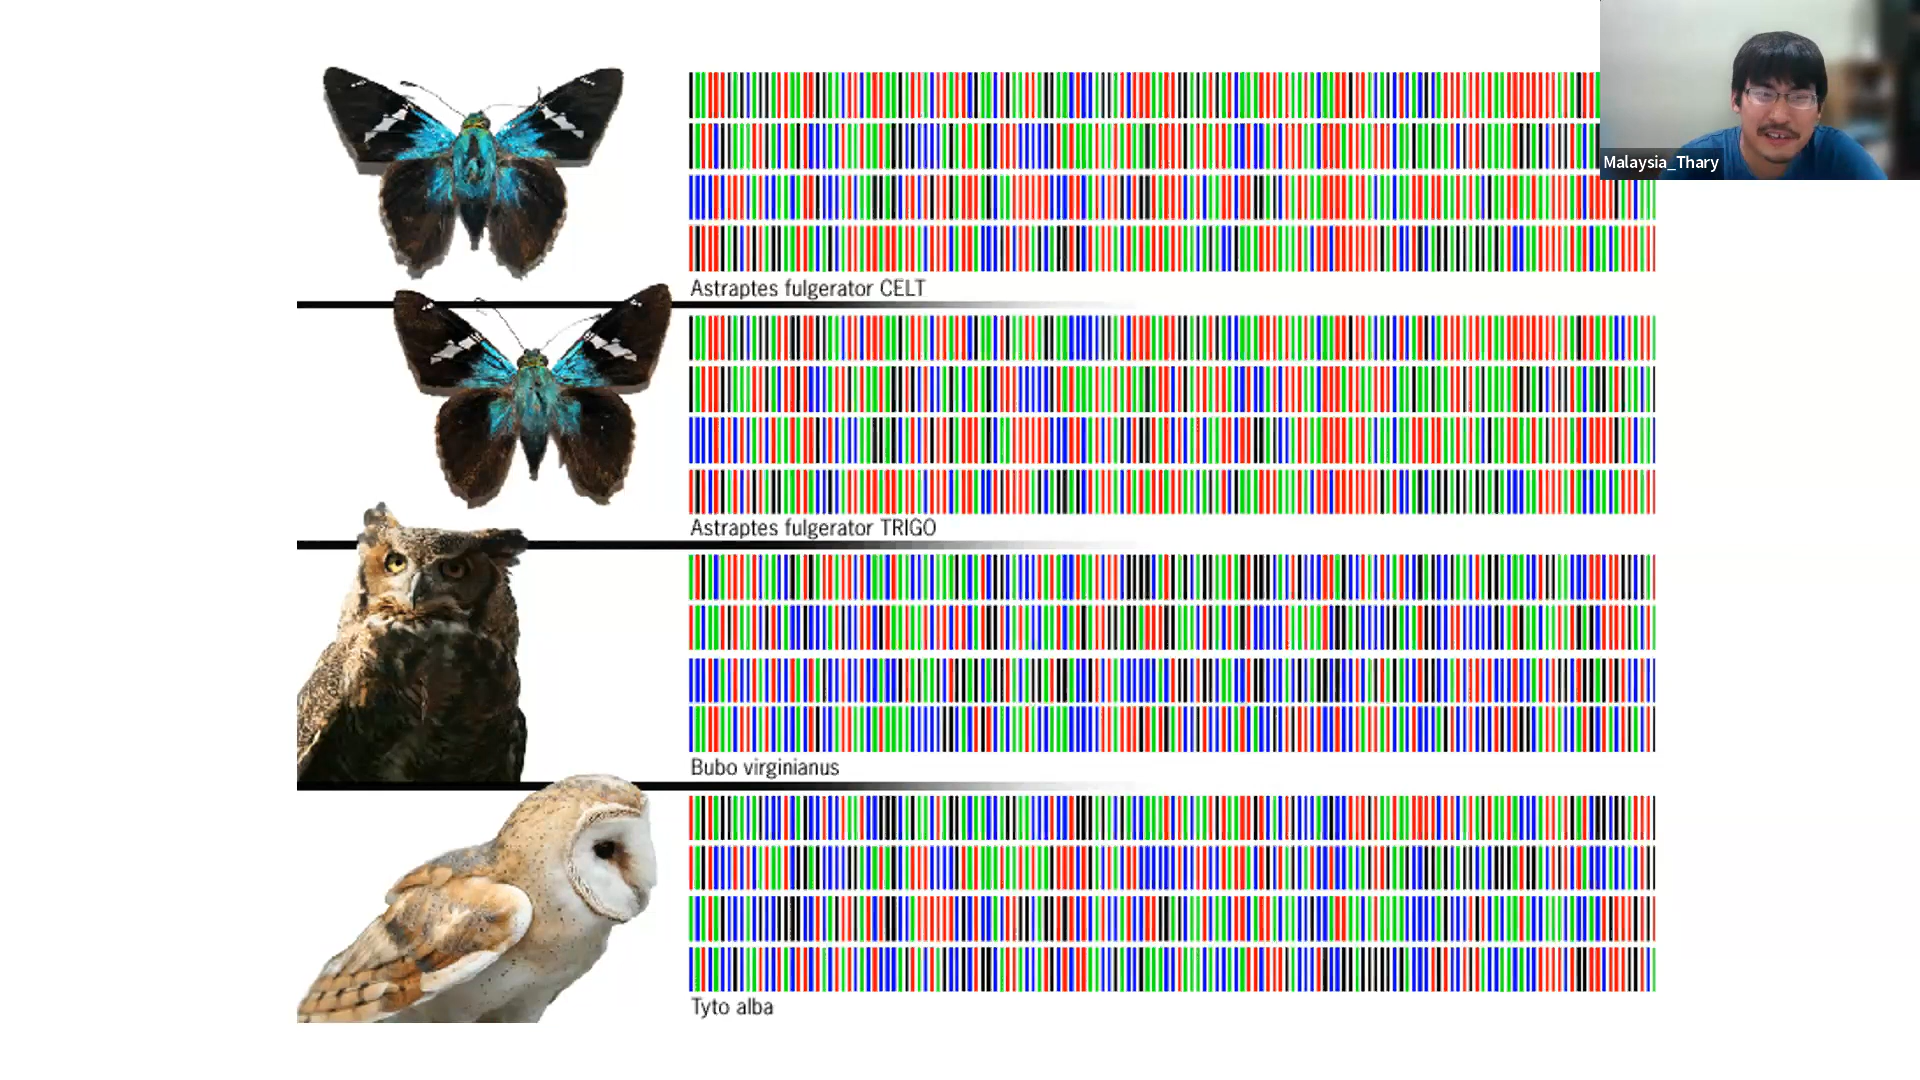 Malaysia_Thary
Astraptes fulgerator CELT
Astraptes fulgerator TRIGO
Bubo virginianus
Tyto alba